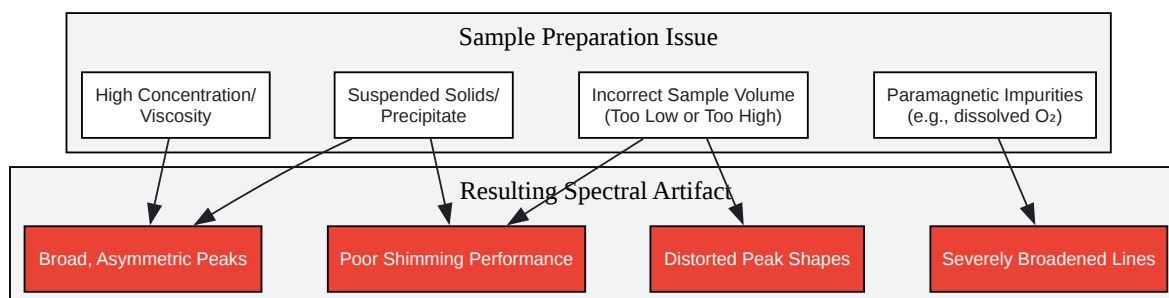 Sample Preparation Issue
High Concentration/
Viscosity
Suspended Solids/
Precipitate
Incorrect Sample Volume
(Too Low or Too High)
Paramagnetic Impurities
(e.g., dissolved O₂)
Resulting Spectral Artifact
Broad, Asymmetric Peaks
Poor Shimming Performance
Distorted Peak Shapes
Severely Broadened Lines